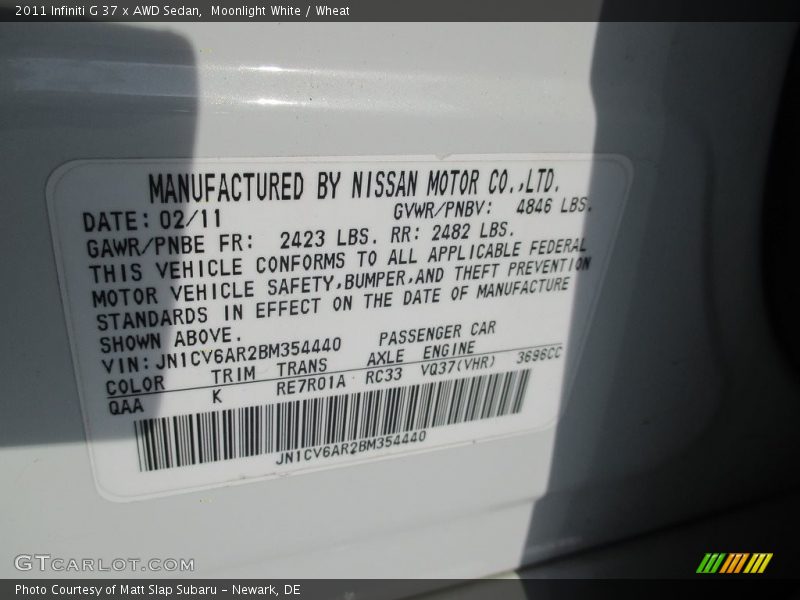 2011 Infiniti G 37 x AWD Sedan,  Moonlight White / Wheat
MANUFACTURED BY NISSAN MOTOR CO.,LTD.
DATE: 02/11 GVWR/PNBV: 4846 LBS.
GAWR/PNBE FR: 2423 LBS. RR: 2482 LBS.
THIS VEHICLE CONFORMS TO ALL APPLICABLE FEDERAL
MOTOR VEHICLE SAFETY,BUMPER,AND THEFT PREVENTION
STANDARDS IN EFFECT ON THE DATE OF MANUFACTURE
SHOWN ABOVE.
VIN: JN1CV6AR2BM354440 PASSENGER CAR
COLOR TRIM TRANS AXLE ENGINE
QAA K RE7R01A RC33 VQ37(VHR) 3696CC
JN1CV6AR2BM354440
GTCARLOT.COM
Photo Courtesy of Matt Slap Subaru - Newark, DE